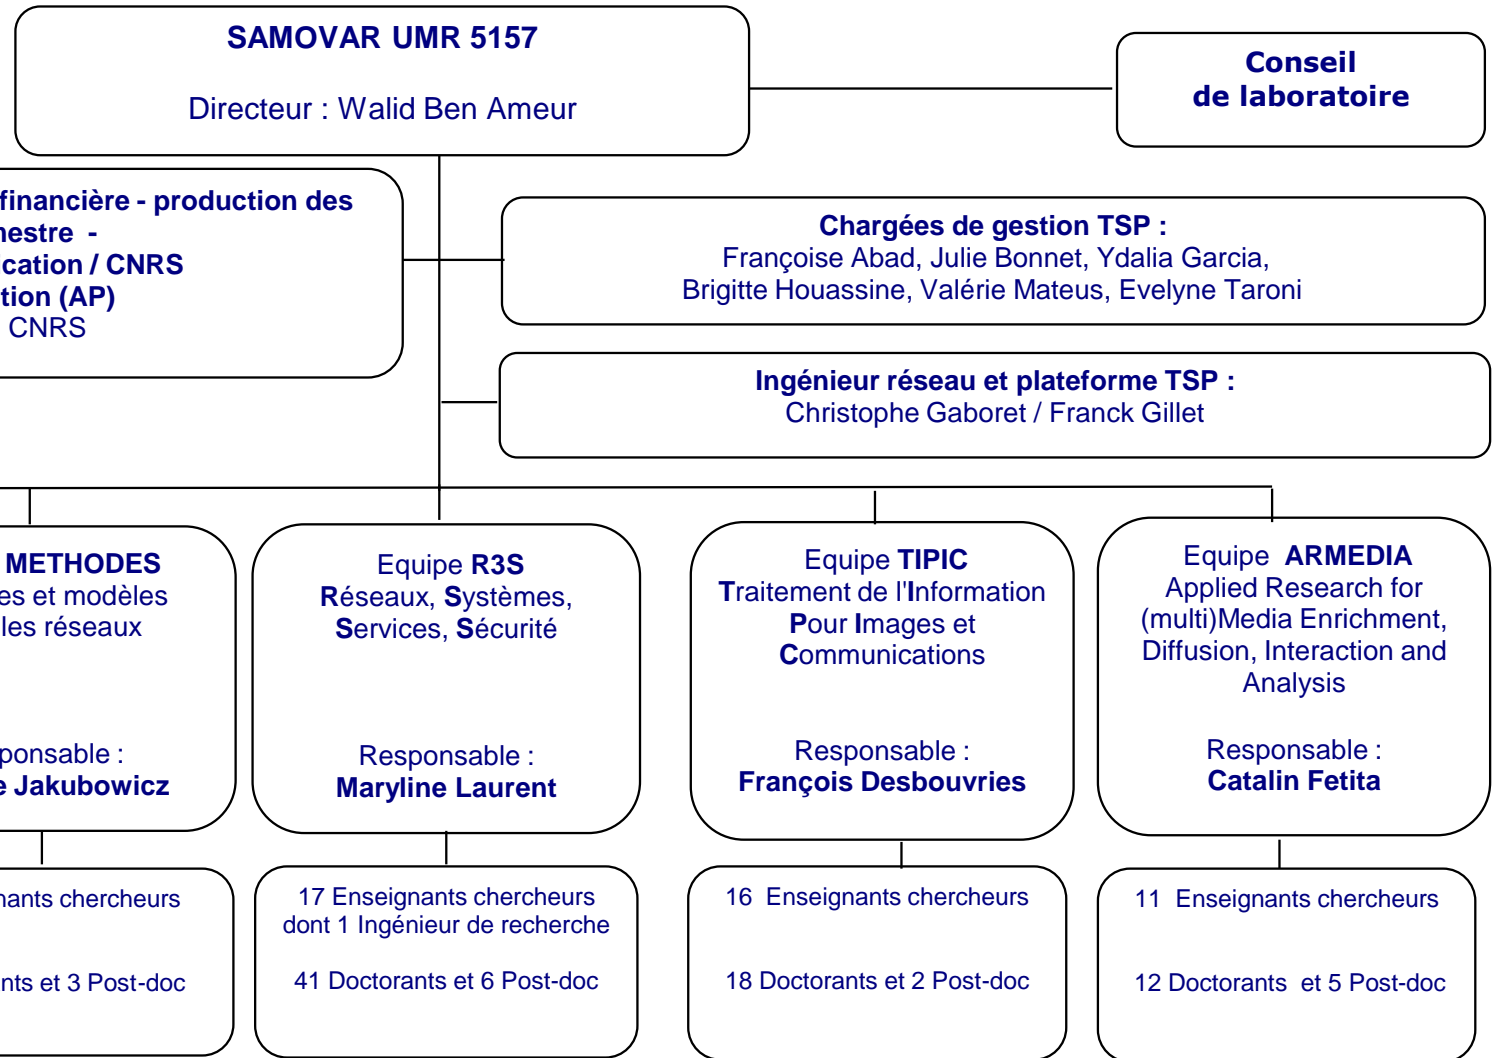 SAMOVAR UMR 5157
Directeur : Walid Ben Ameur
Conseil
de laboratoire
financière - production des
nestre -
ication / CNRS
tion (AP)
CNRS
Chargées de gestion TSP :
Françoise Abad, Julie Bonnet, Ydalia Garcia,
Brigitte Houassine, Valérie Mateus, Evelyne Taroni
Ingénieur réseau et plateforme TSP :
Christophe Gaboret / Franck Gillet
METHODES
es et modèles
les réseaux
ponsable :
e Jakubowicz
Equipe R3S
Réseaux, Systèmes,
Services, Sécurité
Responsable :
Maryline Laurent
Equipe TIPIC
Traitement de l'Information
Pour Images et
Communications
Responsable :
François Desbouvries
Equipe ARMEDIA
Applied Research for
(multi)Media Enrichment,
Diffusion, Interaction and
Analysis
Responsable :
Catalin Fetita
nants chercheurs
nts et 3 Post-doc
17 Enseignants chercheurs
dont 1 Ingénieur de recherche
41 Doctorants et 6 Post-doc
16 Enseignants chercheurs
18 Doctorants et 2 Post-doc
11 Enseignants chercheurs
12 Doctorants et 5 Post-doc